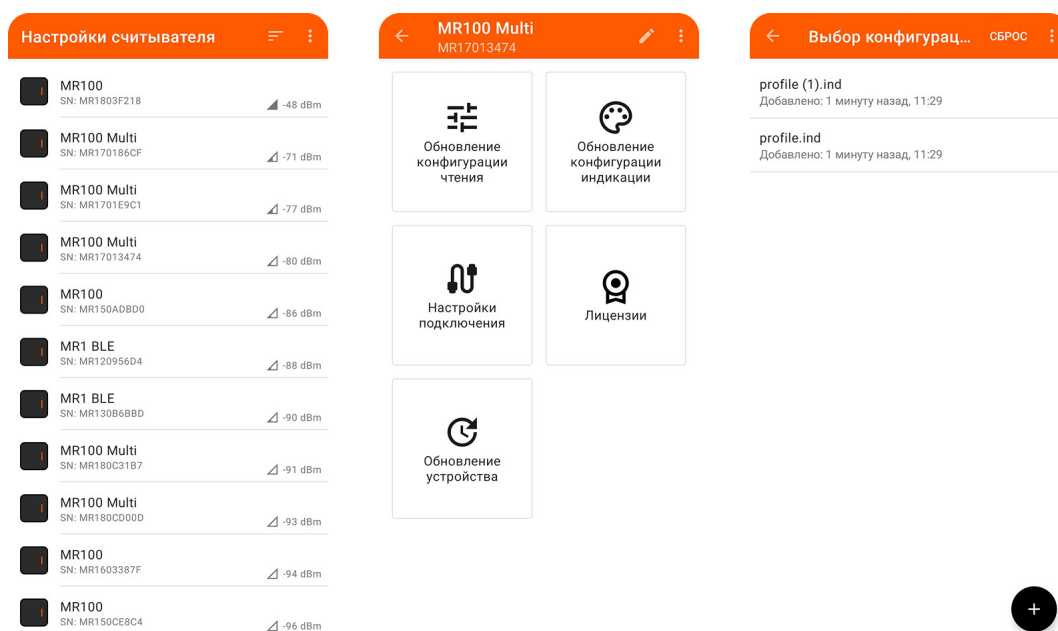 Настройки считывателя
MR100
SN: MR1803F218
-48 dBm
MR100 Multi
SN: MR170186CF
-71 dBm
MR100 Multi
SN: MR1701E9C1
-77 dBm
MR100 Multi
SN: MR17013474
-80 dBm
MR100
SN: MR150ADBD0
-86 dBm
MR1 BLE
SN: MR120956D4
-88 dBm
MR1 BLE
SN: MR130B6BBD
-90 dBm
MR100 Multi
SN: MR180C31B7
-91 dBm
MR100 Multi
SN: MR180CD00D
-93 dBm
MR100
SN: MR1603387F
-94 dBm
MR100
SN: MR150CE8C4
-96 dBm
MR100 Multi
MR17013474
Обновление
конфигурации
чтения
Обновление
конфигурации
индикации
Настройки
подключения
Лицензии
Обновление
устройства
Выбор конфигурац... СБРОС
profile (1).ind
Добавлено: 1 минуту назад, 11:29
profile.ind
Добавлено: 1 минуту назад, 11:29